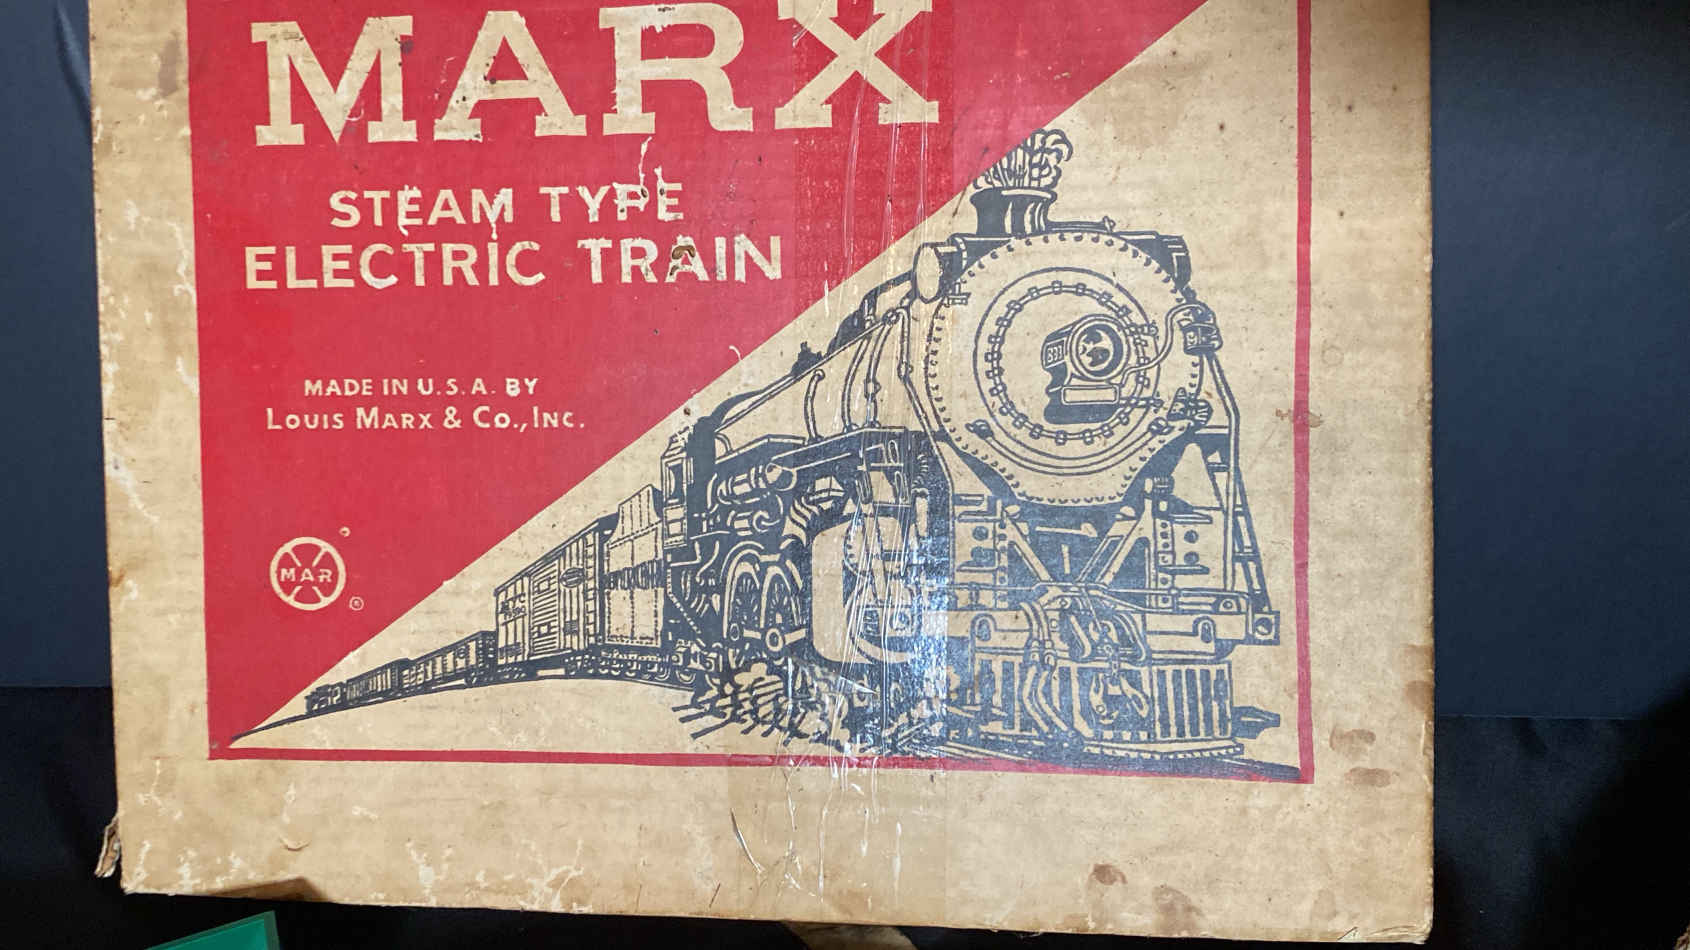 MARX
STEAM TYPE
ELECTRIC TRAIN
MADE IN U.S.A. BY
LOUIS MARX & CO., INC.
MAR
®